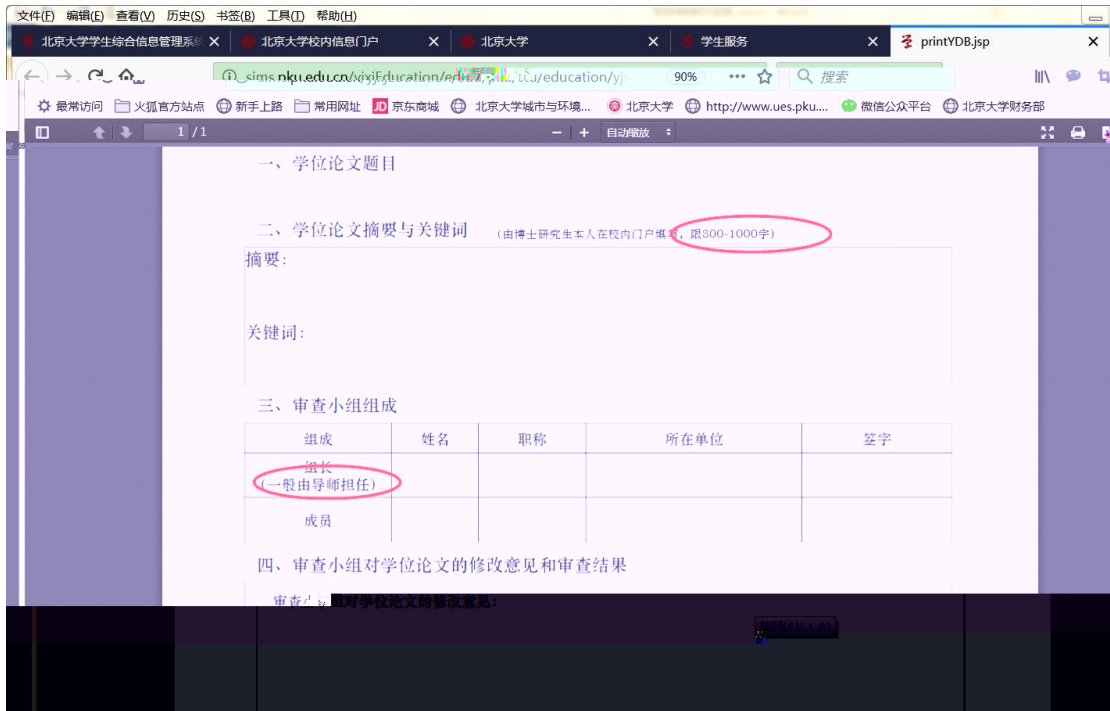 文件(F) 编辑(E) 查看(V) 历史(S) 书签(B) 工具(T) 帮助(H)
北京大学学生综合信息管理系 北京大学校内信息门户 北京大学 学生服务 printYDB.jsp
sims.pku.edu.cn/ /education/yj 90% 搜索
最常访问 火狐官方站点 新手上路 常用网址 JD 京东商城 北京大学城市与环境... 北京大学 http://www.ues.pku.... 微信公众平台 北京大学财务部
1 / 1 自动缩放
一、学位论文题目
二、学位论文摘要与关键词 (由博士研究生本人在校内门户填写, 限800-1000字)
摘要:
关键词:
三、审查小组组成
组成 姓名 职称 所在单位 签字
组长
(一般由导师担任)
成员
四、审查小组对学位论文的修改意见和审查结果
审查小组对学位论文的修改意见: